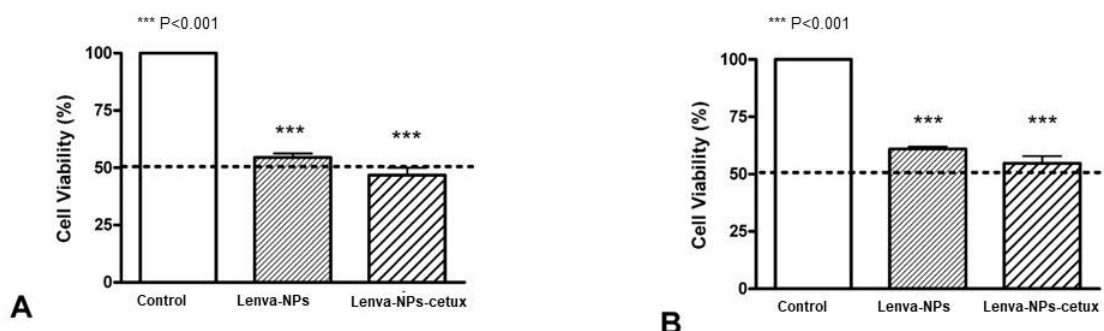 *** P<0.001
Cell Viability (%)
100
75
50
25
0
***
***
Control
Lenva-NPs
Lenva-NPs-cetux
A
*** P<0.001
Cell Viability (%)
100
75
50
25
0
***
***
Control
Lenva-NPs
Lenva-NPs-cetux
B